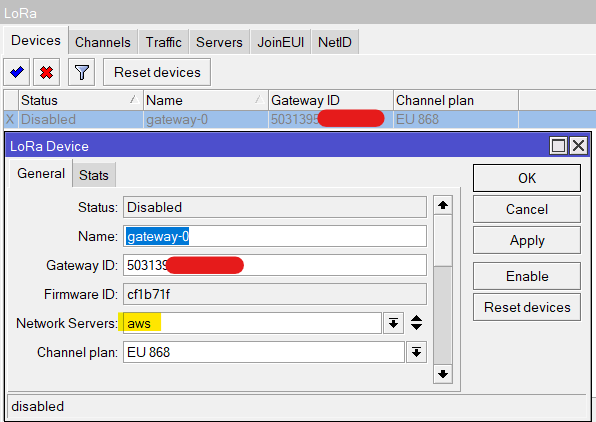 LoRa
Devices Channels Traffic Servers JoinEUI NetID
Reset devices
Status Name Gateway ID Channel plan
X Disabled gateway-0 5031395 EU 868
LoRa Device
General Stats
Status: Disabled
Name: gateway-0
Gateway ID: 503139
Firmware ID: cf1b71f
Network Servers: aws
Channel plan: EU 868
OK
Cancel
Apply
Enable
Reset devices
disabled